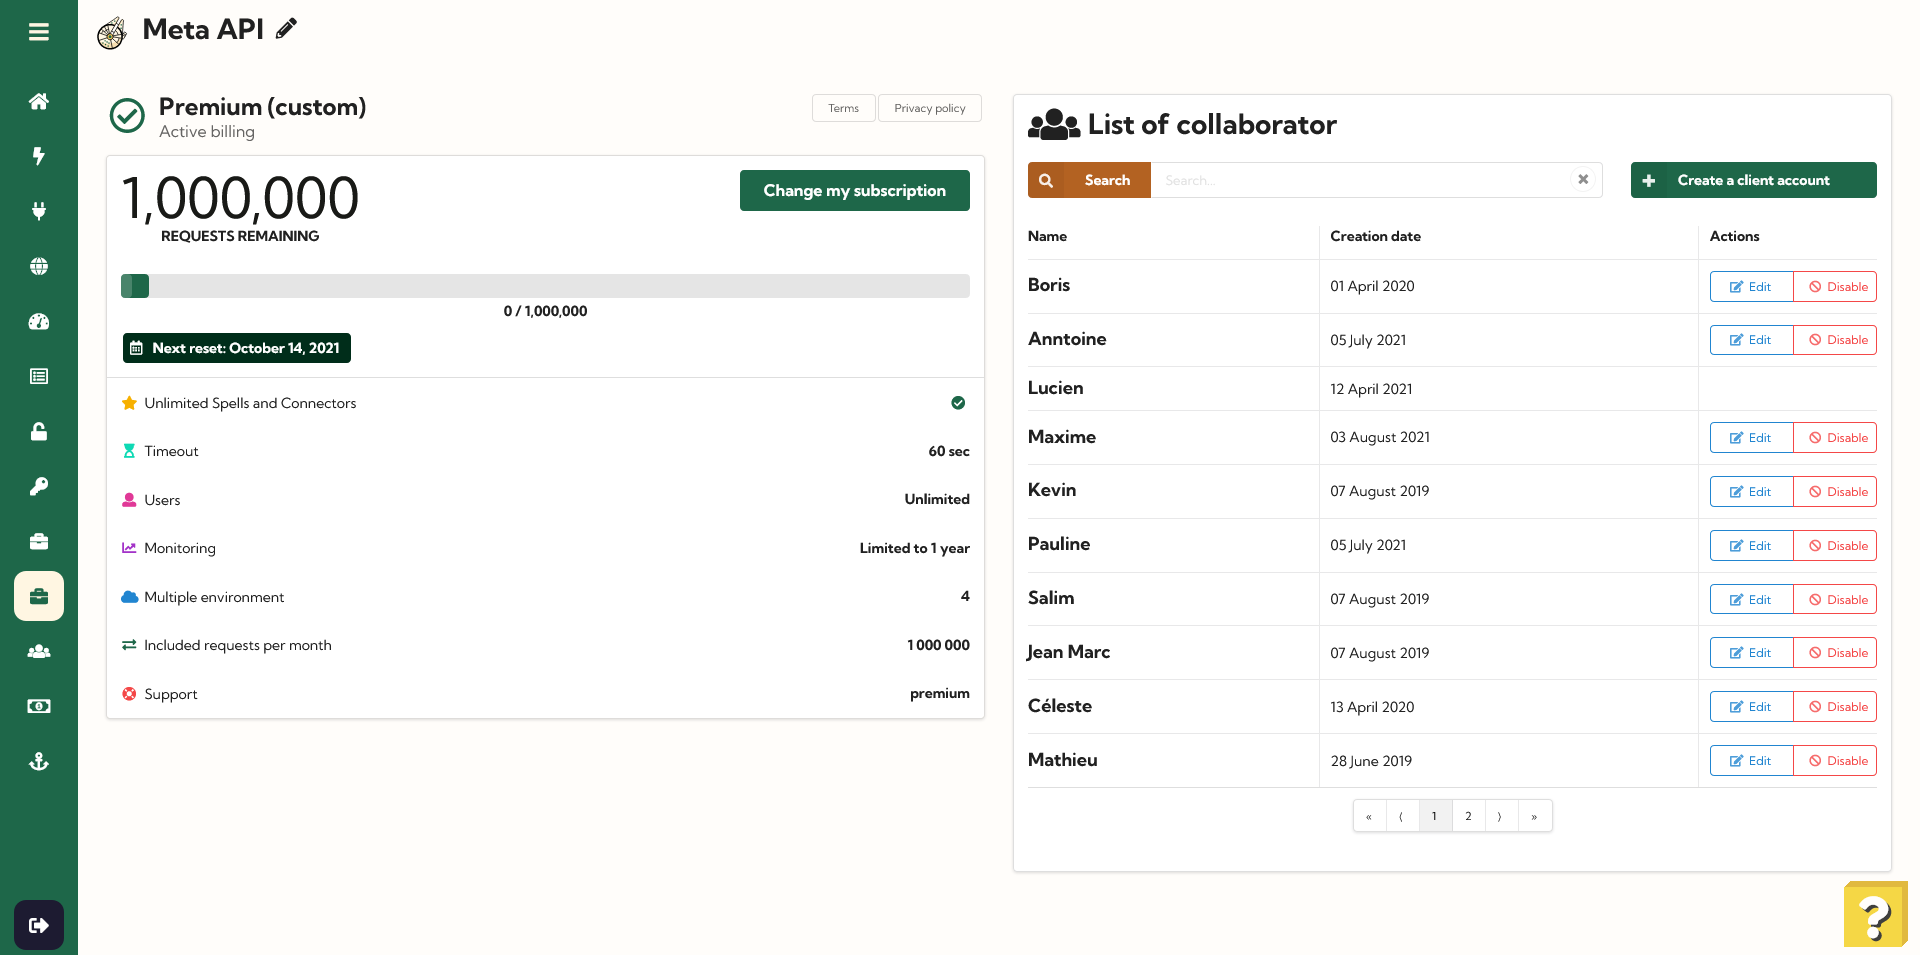 Meta API
Premium (custom)
Active billing
Terms
Privacy policy
1,000,000
REQUESTS REMAINING
Change my subscription
0 / 1,000,000
Next reset: October 14, 2021
Unlimited Spells and Connectors
Timeout 60 sec
Users Unlimited
Monitoring Limited to 1 year
Multiple environment 4
Included requests per month 1 000 000
Support premium
List of collaborator
Search Search... Create a client account
Name Creation date Actions
Boris 01 April 2020 Edit Disable
Anntoine 05 July 2021 Edit Disable
Lucien 12 April 2021
Maxime 03 August 2021 Edit Disable
Kevin 07 August 2019 Edit Disable
Pauline 05 July 2021 Edit Disable
Salim 07 August 2019 Edit Disable
Jean Marc 07 August 2019 Edit Disable
Céleste 13 April 2020 Edit Disable
Mathieu 28 June 2019 Edit Disable
« ⟨ 1 2 ⟩ »
?